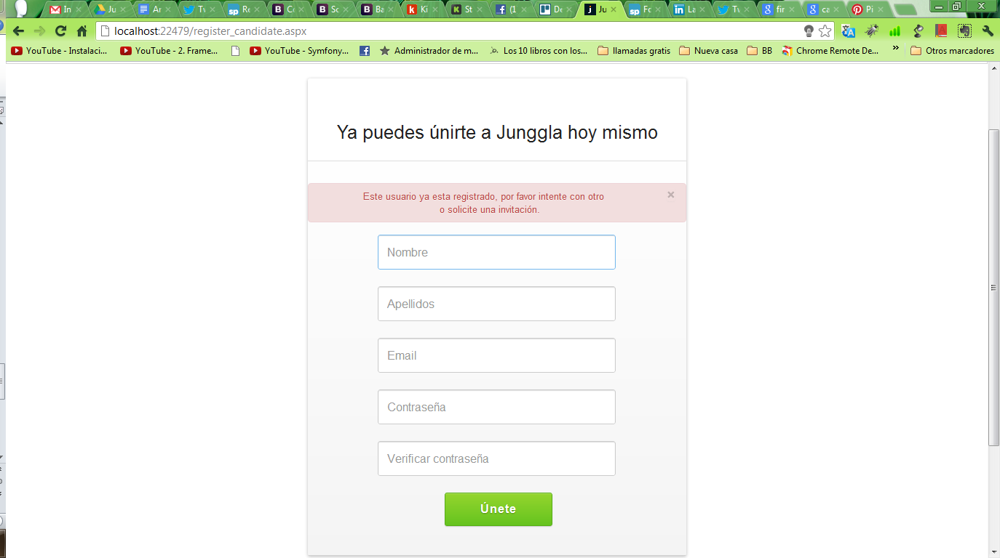 In
Ju
Ar
Tv
Re
Co
Sc
Ba
Ki
St
(1
De
Ju
Fo
La
Tv
fir
ca
Pi
localhost:22479/register_candidate.aspx
YouTube - Instalaci...
YouTube - 2. Frame...
YouTube - Symfony...
Administrador de m...
Los 10 libros con los...
llamadas gratis
Nueva casa
BB
Chrome Remote De...
»
Otros marcadores
Ya puedes únirte a Junggla hoy mismo
Este usuario ya esta registrado, por favor intente con otro
o solicite una invitación.
×
Nombre
Apellidos
Email
Contraseña
Verificar contraseña
Únete